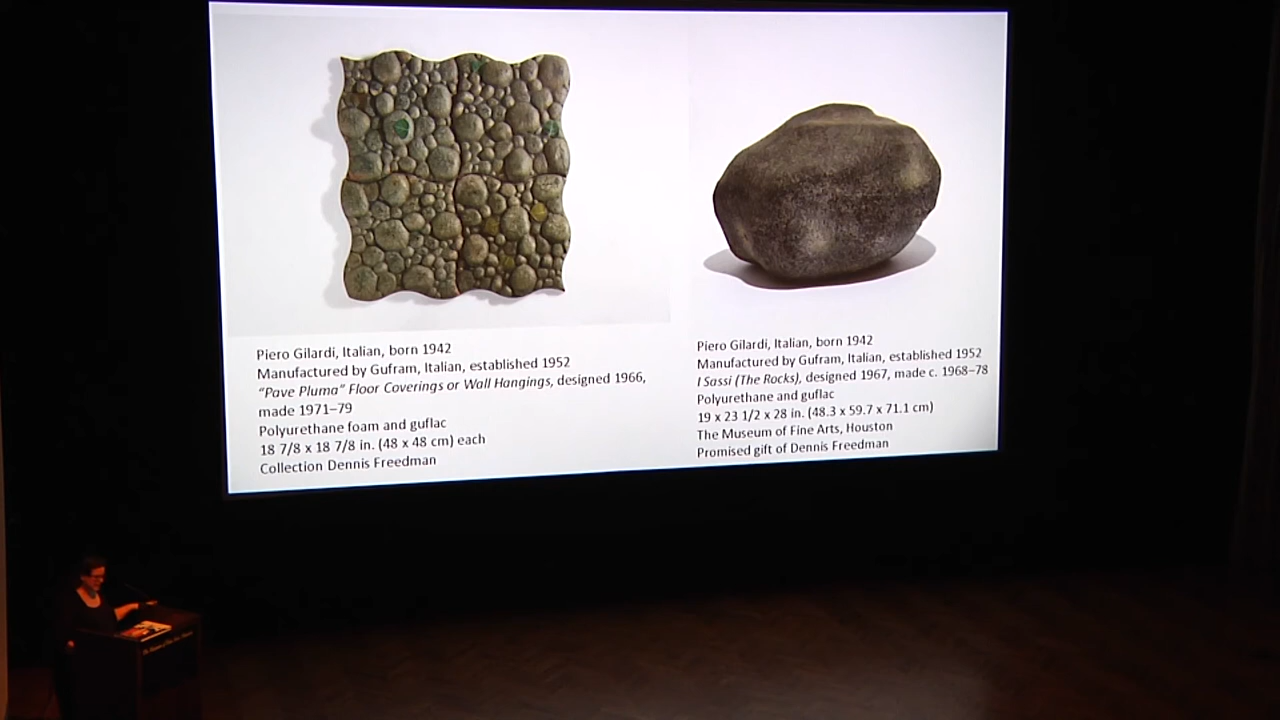 Piero Gilardi, Italian, born 1942
Manufactured by Gufram, Italian, established 1952
“Pave Pluma” Floor Coverings or Wall Hangings, designed 1966,
made 1971–79
Polyurethane foam and guflac
18 7/8 x 18 7/8 in. (48 x 48 cm) each
Collection Dennis Freedman
Piero Gilardi, Italian, born 1942
Manufactured by Gufram, Italian, established 1952
I Sassi (The Rocks), designed 1967, made c. 1968–78
Polyurethane and guflac
19 x 23 1/2 x 28 in. (48.3 x 59.7 x 71.1 cm)
The Museum of Fine Arts, Houston
Promised gift of Dennis Freedman